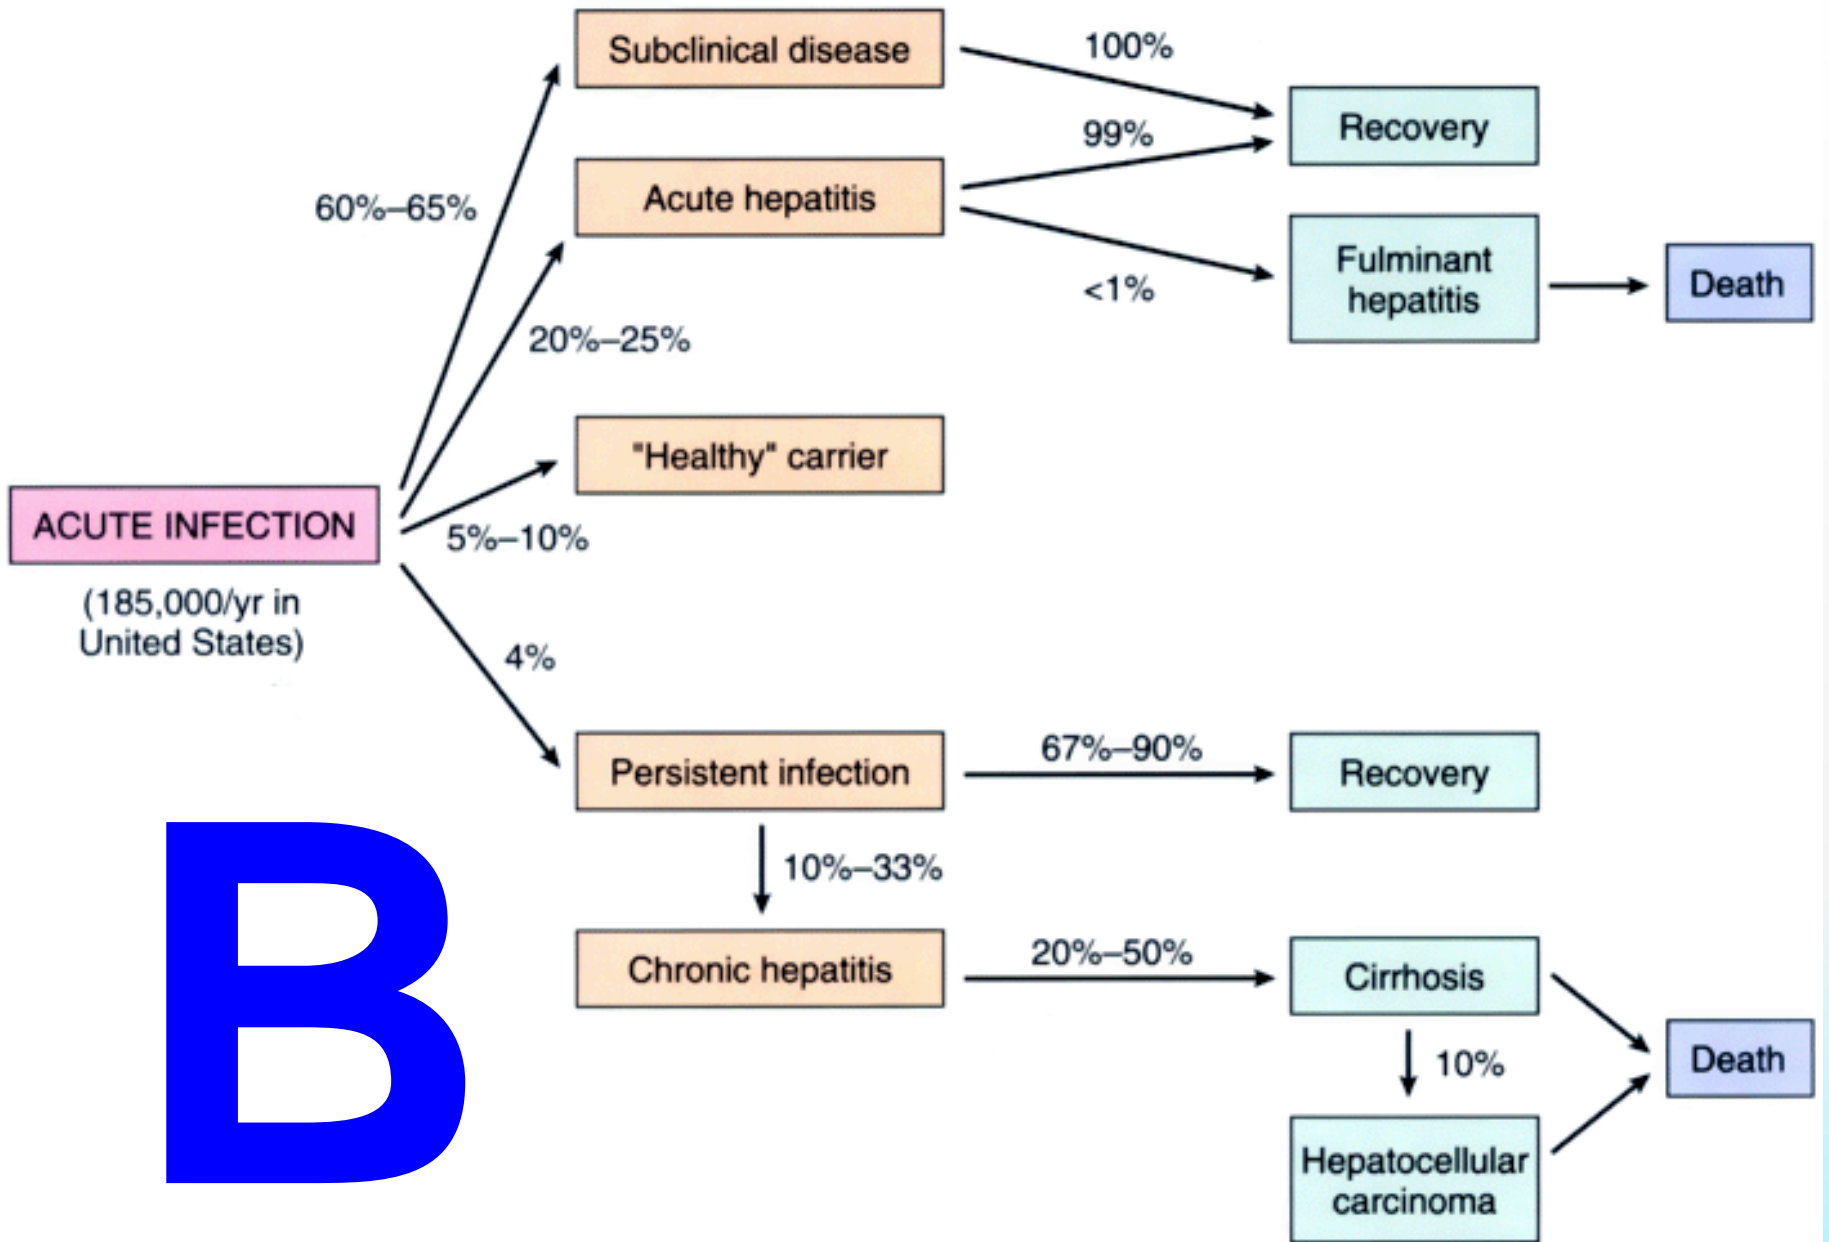 Subclinical disease
100%
Recovery
99%
Acute hepatitis
60%–65%
Fulminant
hepatitis
Death
<1%
20%–25%
"Healthy" carrier
ACUTE INFECTION
5%–10%
(185,000/yr in
United States)
4%
Persistent infection
67%–90%
Recovery
10%–33%
Chronic hepatitis
20%–50%
Cirrhosis
10%
Death
Hepatocellular
carcinoma
B